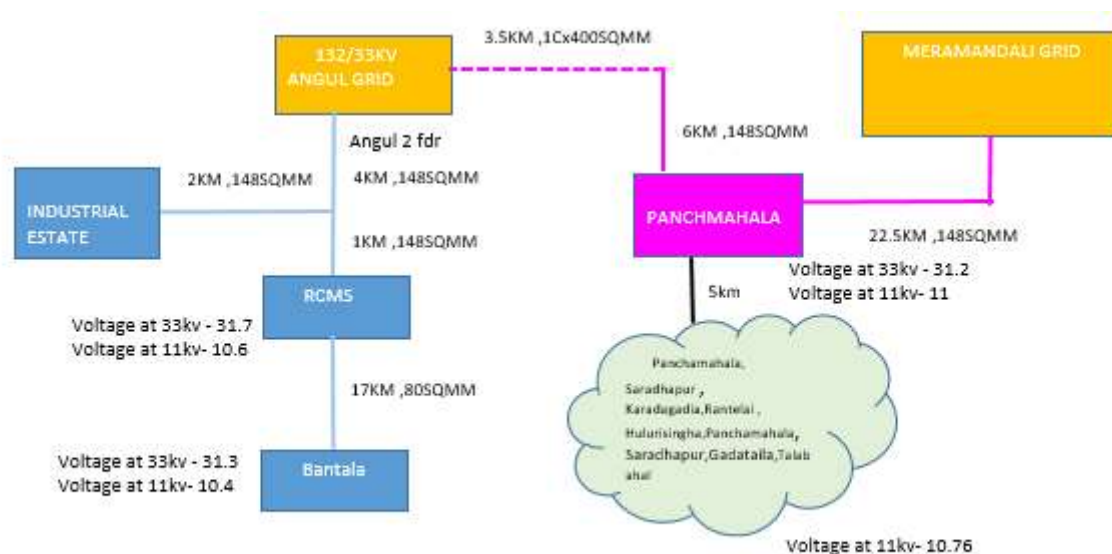 3.5KM ,1Cx400SQMM
132/33KV
ANGUL GRID
MERAMANDALI GRID
Angul 2 fdr
6KM ,148SQMM
2KM ,148SQMM
4KM ,148SQMM
INDUSTRIAL
ESTATE
PANCHMAHALA
1KM ,148SQMM
22.5KM ,148SQMM
Voltage at 33kv - 31.2
Voltage at 11kv- 11
RCMS
5km
Voltage at 33kv - 31.7
Voltage at 11kv- 10.6
Panchamahala,
Saradhapur ,
Karadagadia,Rantelai ,
Hulurisingha,Panchamahala,
Saradhapur,Gadataila,Talab
ahal
17KM ,80SQMM
Voltage at 33kv - 31.3
Voltage at 11kv- 10.4
Bantala
Voltage at 11kv- 10.76